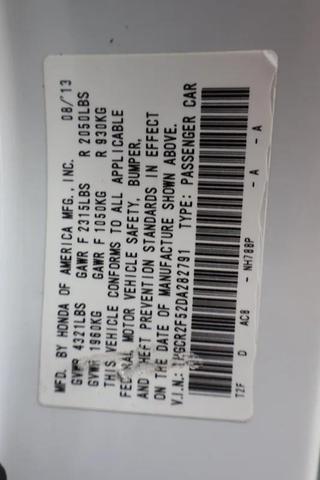 MFD. BY HONDA OF AMERICA MFG., INC. 08/'13
GVWR 4321LBS GAWR F 2315LBS R 2050LBS
GVWR 1960KG GAWR F 1050KG R 930KG
THIS VEHICLE CONFORMS TO ALL APPLICABLE
FEDERAL MOTOR VEHICLE SAFETY, BUMPER,
AND THEFT PREVENTION STANDARDS IN EFFECT
ON THE DATE OF MANUFACTURE SHOWN ABOVE.
V.I.N.: 1HGCR2F52DA282791 TYPE: PASSENGER CAR
T2F D AC8 - NH788P - A - A